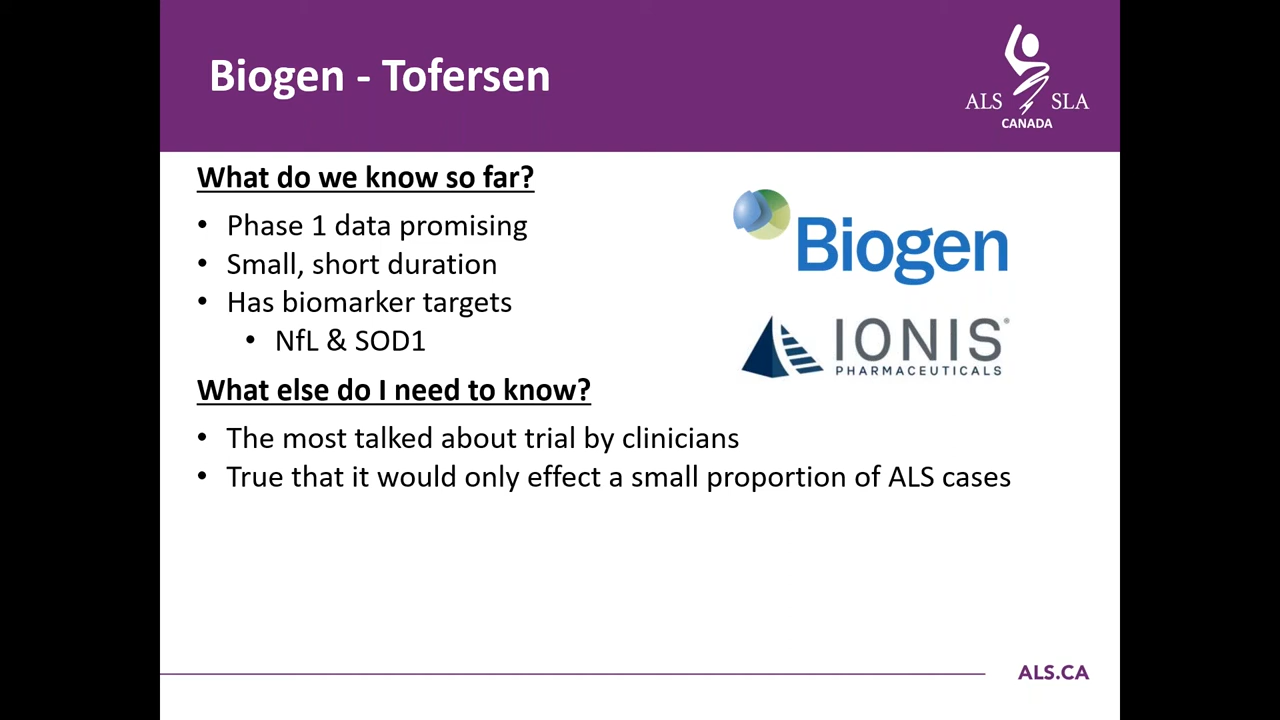 Biogen - Tofersen
ALS SLA
CANADA
What do we know so far?
• Phase 1 data promising
• Small, short duration
• Has biomarker targets
• NfL & SOD1
Biogen
IONIS®
PHARMACEUTICALS
What else do I need to know?
• The most talked about trial by clinicians
• True that it would only effect a small proportion of ALS cases
ALS.CA